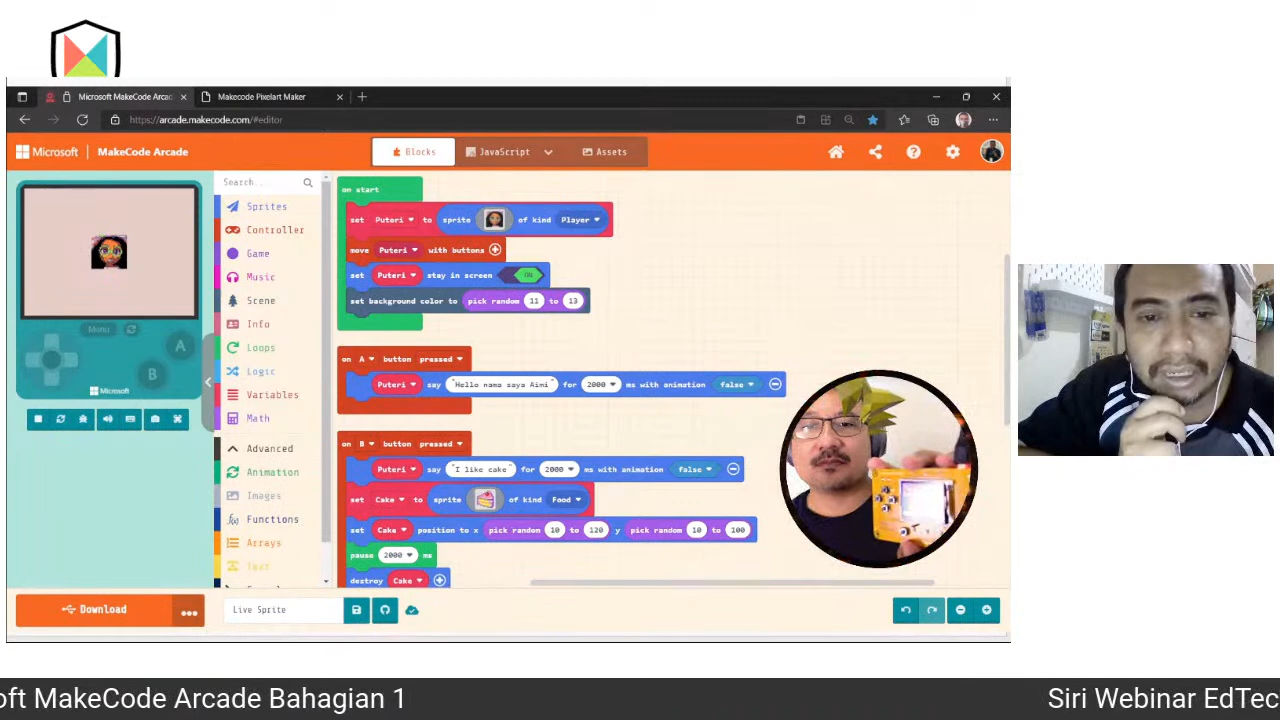 Microsoft MakeCode Arcad
Makecode Pixelart Maker
https://arcade.makecode.com/#editor
Microsoft
MakeCode Arcade
Blocks
JavaScript
Assets
Search...
Sprites
Controller
Game
Music
Scene
Info
Loops
Logic
Variables
Math
Advanced
Animation
Images
Functions
Arrays
Text
Menu
A
B
Microsoft
on start
set Puteri to sprite of kind Player
move Puteri with buttons
set Puteri stay in screen ON
set background color to pick random 11 to 13
on A button pressed
Puteri say "Hello nama saya Aimi" for 2000 ms with animation false
on B button pressed
Puteri say "I like cake" for 2000 ms with animation false
set Cake to sprite of kind Food
set Cake position to x pick random 10 to 120 y pick random 10 to 100
pause 2000 ms
destroy Cake
Download
Live Sprite
oft MakeCode Arcade Bahagian 1
Siri Webinar EdTec